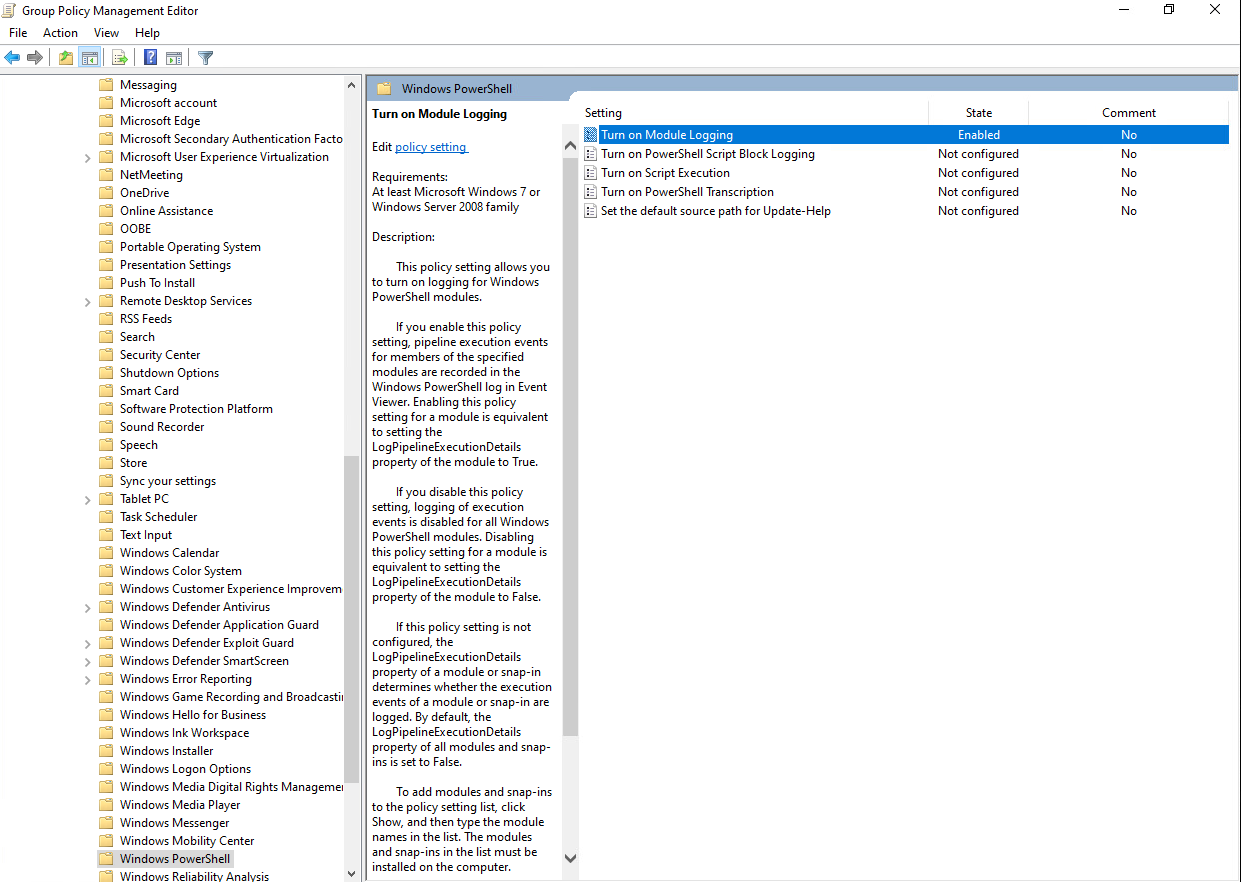 Group Policy Management Editor
File Action View Help
Messaging
Microsoft account
Microsoft Edge
Microsoft Secondary Authentication Facto
Microsoft User Experience Virtualization
NetMeeting
OneDrive
Online Assistance
OOBE
Portable Operating System
Presentation Settings
Push To Install
Remote Desktop Services
RSS Feeds
Search
Security Center
Shutdown Options
Smart Card
Software Protection Platform
Sound Recorder
Speech
Store
Sync your settings
Tablet PC
Task Scheduler
Text Input
Windows Calendar
Windows Color System
Windows Customer Experience Improvem
Windows Defender Antivirus
Windows Defender Application Guard
Windows Defender Exploit Guard
Windows Defender SmartScreen
Windows Error Reporting
Windows Game Recording and Broadcasti
Windows Hello for Business
Windows Ink Workspace
Windows Installer
Windows Logon Options
Windows Media Digital Rights Managemer
Windows Media Player
Windows Messenger
Windows Mobility Center
Windows PowerShell
Windows Reliability Analysis
Windows PowerShell
Turn on Module Logging
Edit policy setting
Requirements:
At least Microsoft Windows 7 or
Windows Server 2008 family
Description:
This policy setting allows you
to turn on logging for Windows
PowerShell modules.
If you enable this policy
setting, pipeline execution events
for members of the specified
modules are recorded in the
Windows PowerShell log in Event
Viewer. Enabling this policy
setting for a module is equivalent
to setting the
LogPipelineExecutionDetails
property of the module to True.
If you disable this policy
setting, logging of execution
events is disabled for all Windows
PowerShell modules. Disabling
this policy setting for a module is
equivalent to setting the
LogPipelineExecutionDetails
property of the module to False.
If this policy setting is not
configured, the
LogPipelineExecutionDetails
property of a module or snap-in
determines whether the execution
events of a module or snap-in are
logged. By default, the
LogPipelineExecutionDetails
property of all modules and snap-
ins is set to False.
To add modules and snap-ins
to the policy setting list, click
Show, and then type the module
names in the list. The modules
and snap-ins in the list must be
installed on the computer.
Setting State Comment
Turn on Module Logging Enabled No
Turn on PowerShell Script Block Logging Not configured No
Turn on Script Execution Not configured No
Turn on PowerShell Transcription Not configured No
Set the default source path for Update-Help Not configured No